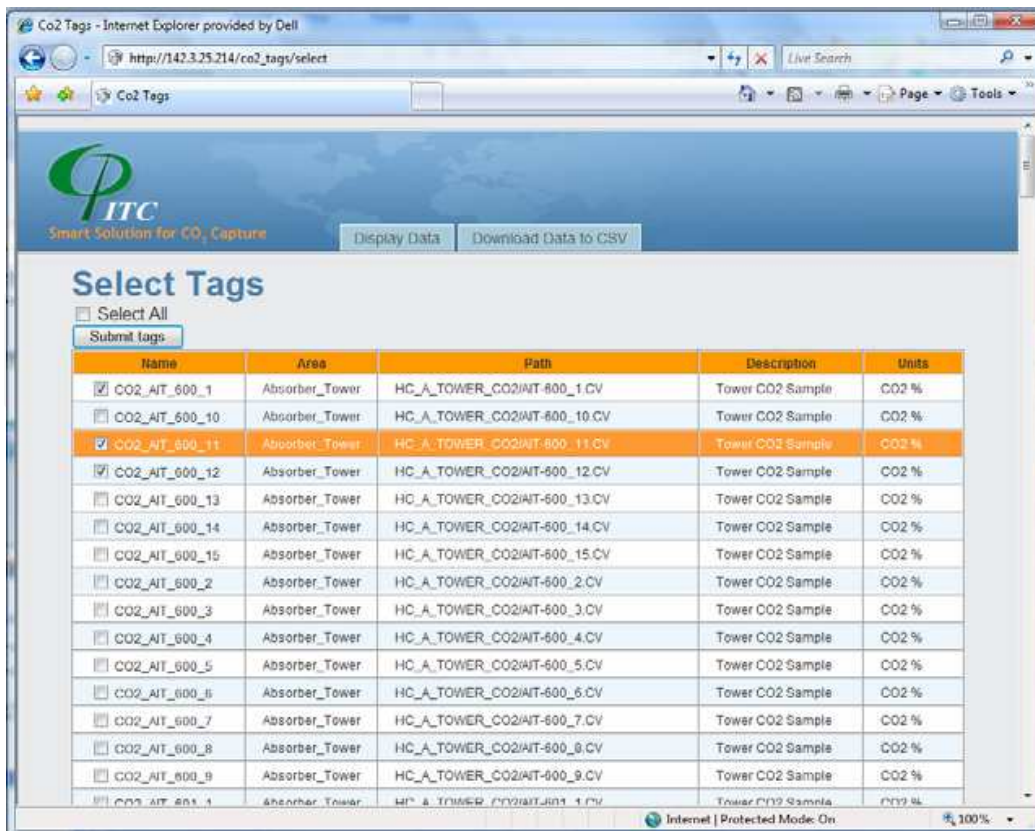 Co2 Tags - Internet Explorer provided by Dell
http://142.3.25.214/co2_tags/select
Live Search
Co2 Tags
Page Tools
ITC
Smart Solution for CO2 Capture
Display Data Download Data to CSV
Select Tags
Select All
Submit tags
Name Area Path Description Units
CO2_AIT_600_1 Absorber_Tower HC_A_TOWER_CO2/AIT-600_1.CV Tower CO2 Sample CO2 %
CO2_AIT_600_10 Absorber_Tower HC_A_TOWER_CO2/AIT-600_10.CV Tower CO2 Sample CO2 %
CO2_AIT_600_11 Absorber_Tower HC_A_TOWER_CO2/AIT-600_11.CV Tower CO2 Sample CO2 %
CO2_AIT_600_12 Absorber_Tower HC_A_TOWER_CO2/AIT-600_12.CV Tower CO2 Sample CO2 %
CO2_AIT_600_13 Absorber_Tower HC_A_TOWER_CO2/AIT-600_13.CV Tower CO2 Sample CO2 %
CO2_AIT_600_14 Absorber_Tower HC_A_TOWER_CO2/AIT-600_14.CV Tower CO2 Sample CO2 %
CO2_AIT_600_15 Absorber_Tower HC_A_TOWER_CO2/AIT-600_15.CV Tower CO2 Sample CO2 %
CO2_AIT_600_2 Absorber_Tower HC_A_TOWER_CO2/AIT-600_2.CV Tower CO2 Sample CO2 %
CO2_AIT_600_3 Absorber_Tower HC_A_TOWER_CO2/AIT-600_3.CV Tower CO2 Sample CO2 %
CO2_AIT_600_4 Absorber_Tower HC_A_TOWER_CO2/AIT-600_4.CV Tower CO2 Sample CO2 %
CO2_AIT_600_5 Absorber_Tower HC_A_TOWER_CO2/AIT-600_5.CV Tower CO2 Sample CO2 %
CO2_AIT_600_6 Absorber_Tower HC_A_TOWER_CO2/AIT-600_6.CV Tower CO2 Sample CO2 %
CO2_AIT_600_7 Absorber_Tower HC_A_TOWER_CO2/AIT-600_7.CV Tower CO2 Sample CO2 %
CO2_AIT_600_8 Absorber_Tower HC_A_TOWER_CO2/AIT-600_8.CV Tower CO2 Sample CO2 %
CO2_AIT_600_9 Absorber_Tower HC_A_TOWER_CO2/AIT-600_9.CV Tower CO2 Sample CO2 %
CO2_AIT_601_1 Absorber_Tower HC_A_TOWER_CO2/AIT-601_1.CV Tower CO2 Sample CO2 %
Internet | Protected Mode: On 100%